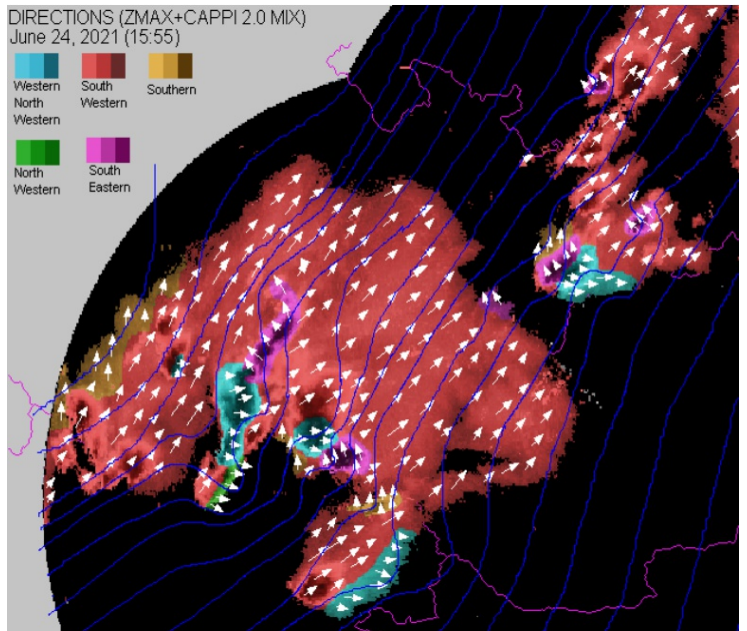 DIRECTIONS (ZMAX+CAPPI 2.0 MIX)
June 24, 2021 (15:55)
Western
North
Western
South
Western
Southern
North
Western
South
Eastern